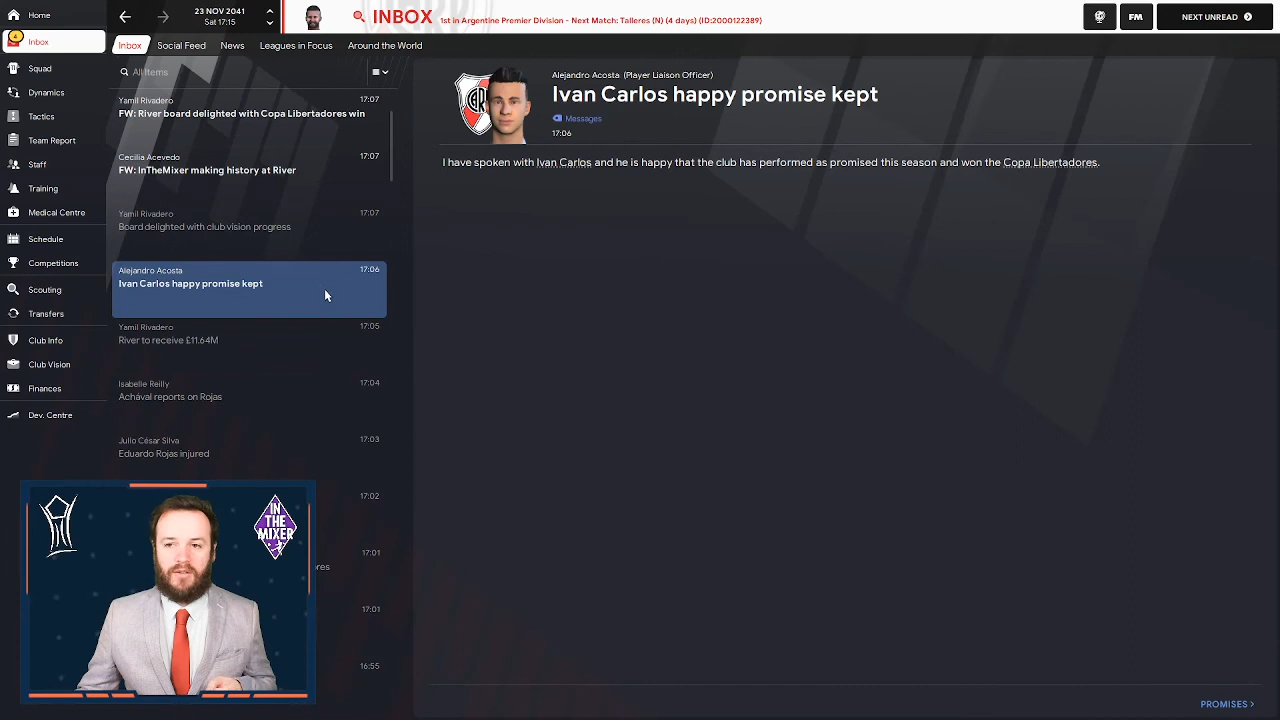 23 NOV 2041
Sat 17:15
INBOX
1st in Argentine Premier Division - Next Match: Talleres (N) (4 days) (ID:2000122389)
FM
NEXT UNREAD
4
Home
Inbox
Squad
Dynamics
Tactics
Team Report
Staff
Training
Medical Centre
Schedule
Competitions
Scouting
Transfers
Club Info
Club Vision
Finances
Dev. Centre
Inbox
Social Feed
News
Leagues in Focus
Around the World
All Items
Yamil Rivadero
17:07
FW: River board delighted with Copa Libertadores win
Cecilia Acevedo
17:07
FW: InTheMixer making history at River
Yamil Rivadero
17:07
Board delighted with club vision progress
Alejandro Acosta
17:06
Ivan Carlos happy promise kept
Yamil Rivadero
17:05
River to receive £11.64M
Isabelle Reilly
17:04
Achával reports on Rojas
Julio César Silva
17:03
Eduardo Rojas injured
17:02
17:01
ores
17:01
16:55
Alejandro Acosta (Player Liaison Officer)
Ivan Carlos happy promise kept
Messages
17:06
I have spoken with Ivan Carlos and he is happy that the club has performed as promised this season and won the Copa Libertadores.
PROMISES >
IN
THE
MIXER